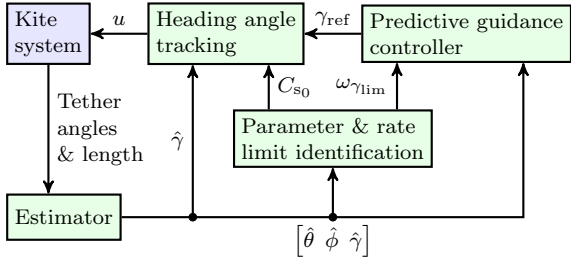 Kite
system
u
Heading angle
tracking
γref
Predictive guidance
controller
Tether
angles
& length
γ̂
Cs0
ωγlim
Parameter & rate
limit identification
Estimator
[θ̂ ϕ̂ γ̂]